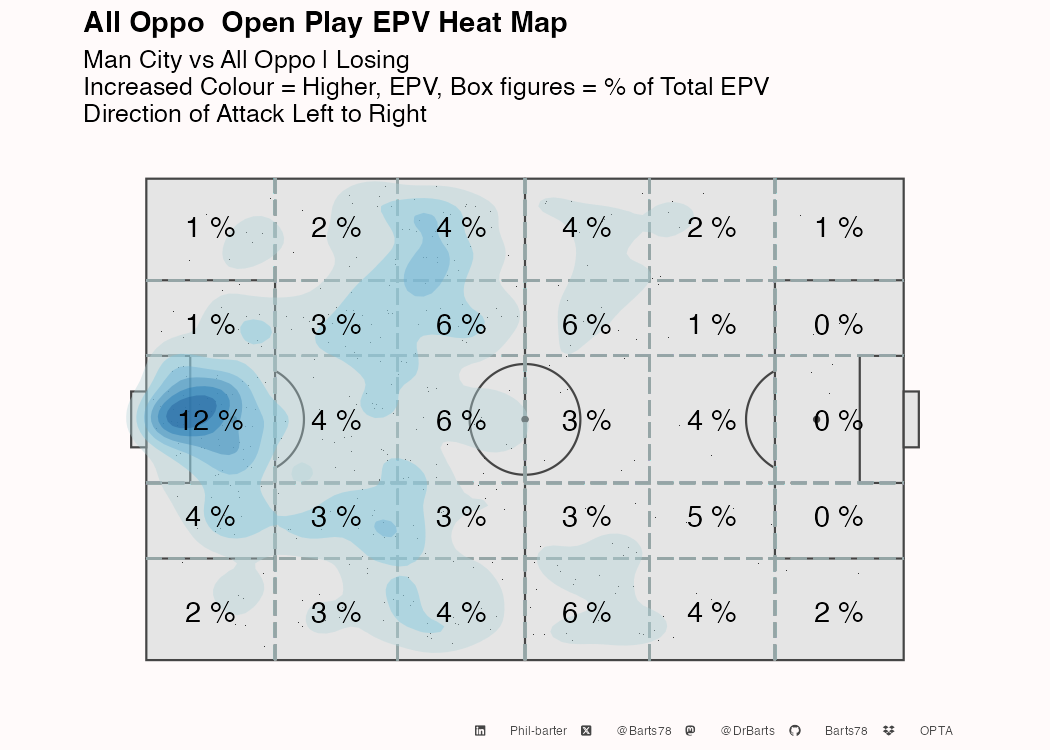 All Oppo  Open Play EPV Heat Map
Man City vs All Oppo | Losing
Increased Colour = Higher, EPV, Box figures = % of Total EPV
Direction of Attack Left to Right
1 % 2 % 4 % 4 % 2 % 1 %
1 % 3 % 6 % 6 % 1 % 0 %
12 % 4 % 6 % 3 % 4 % 0 %
4 % 3 % 3 % 3 % 5 % 0 %
2 % 3 % 4 % 6 % 4 % 2 %
Phil-barter @Barts78 @DrBarts Barts78 OPTA